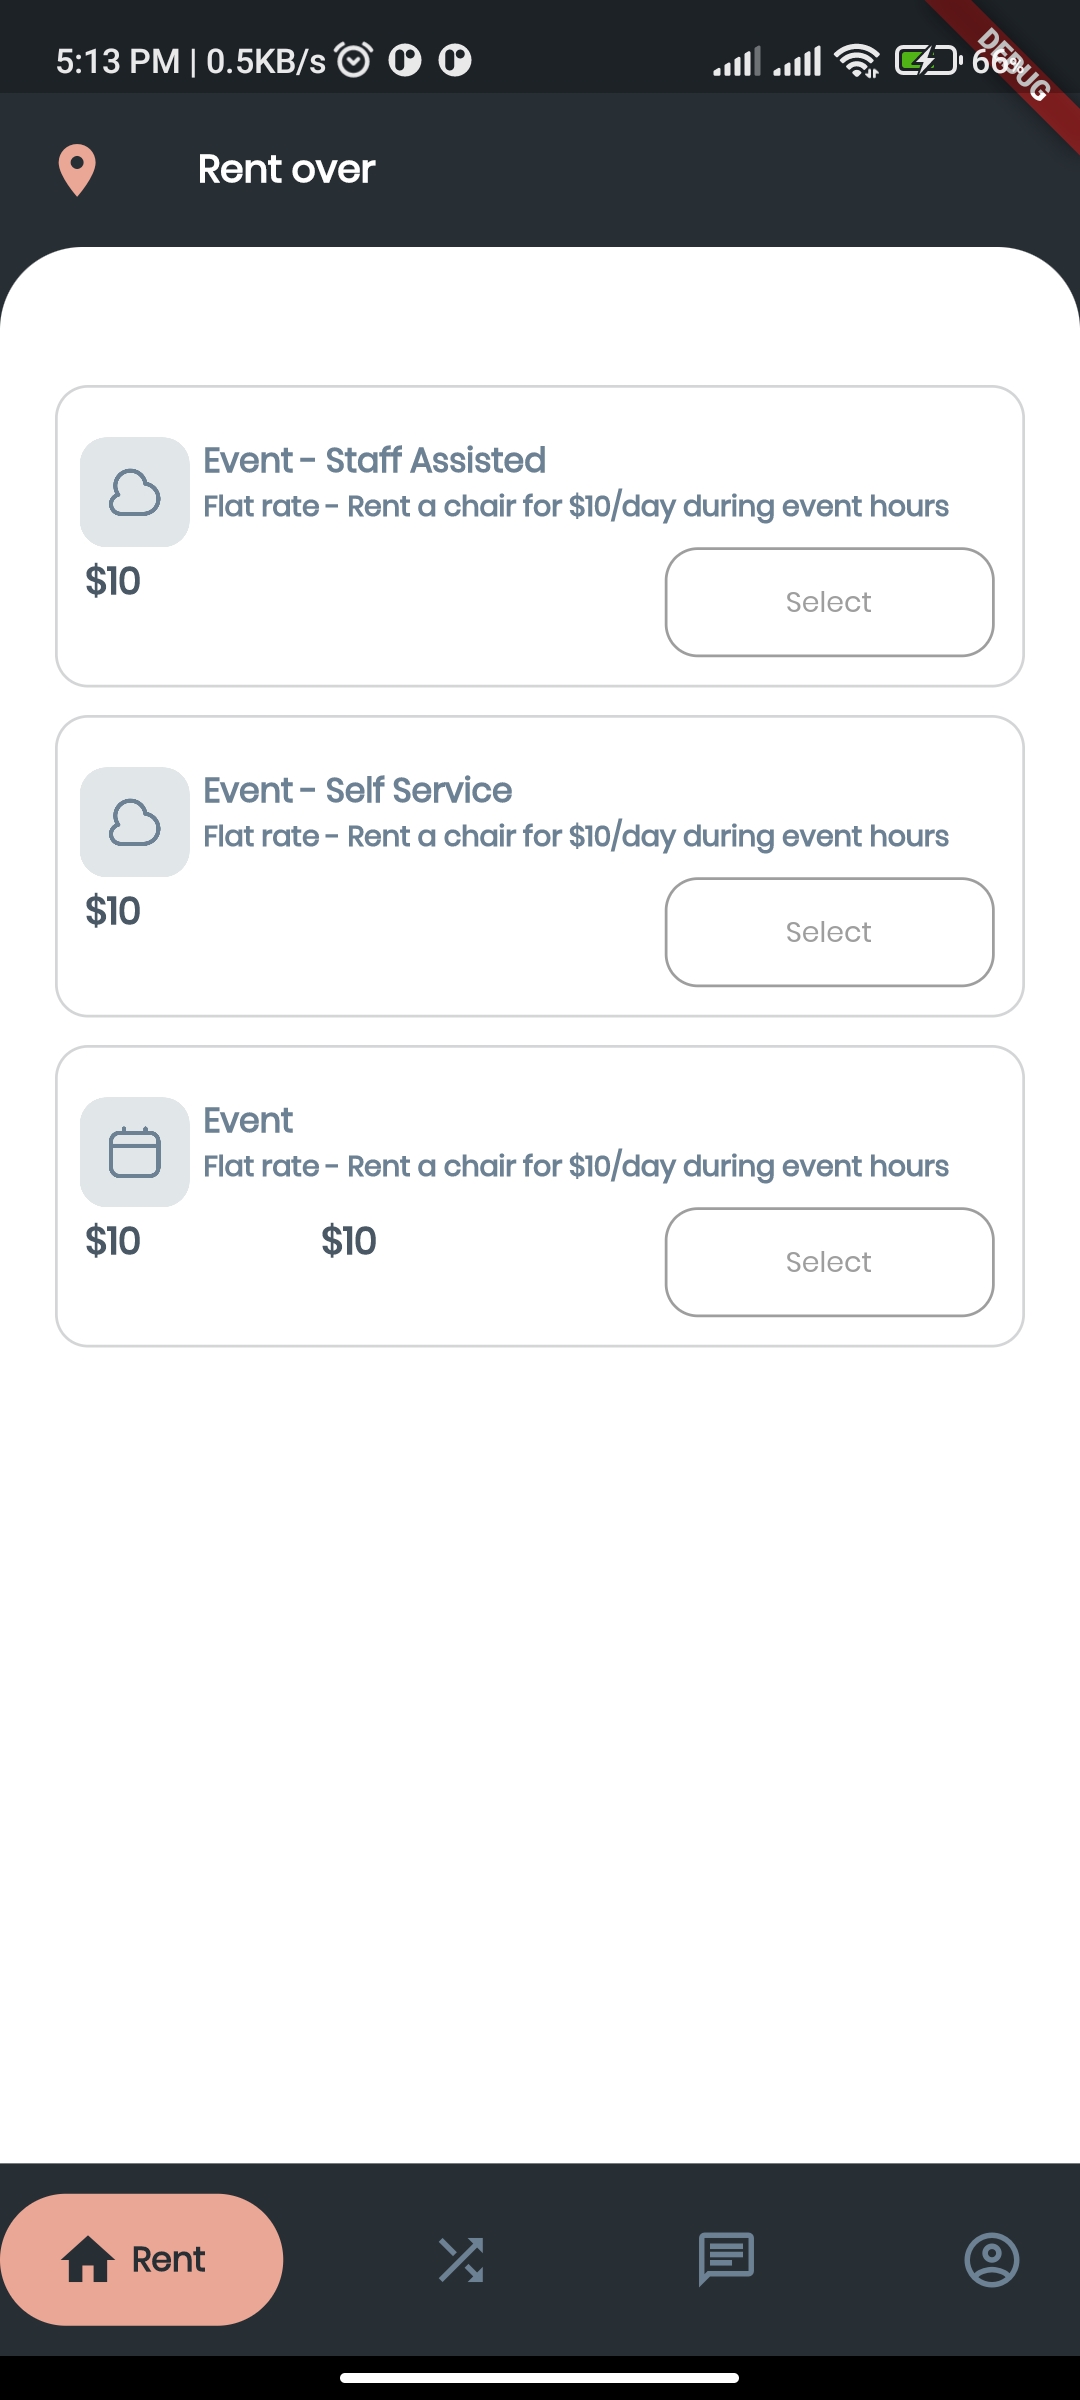 5:13 PM | 0.5KB/s
66%
DEBUG
Rent over
Event - Staff Assisted
Flat rate - Rent a chair for $10/day during event hours
$10
Select
Event - Self Service
Flat rate - Rent a chair for $10/day during event hours
$10
Select
Event
Flat rate - Rent a chair for $10/day during event hours
$10 $10
Select
Rent